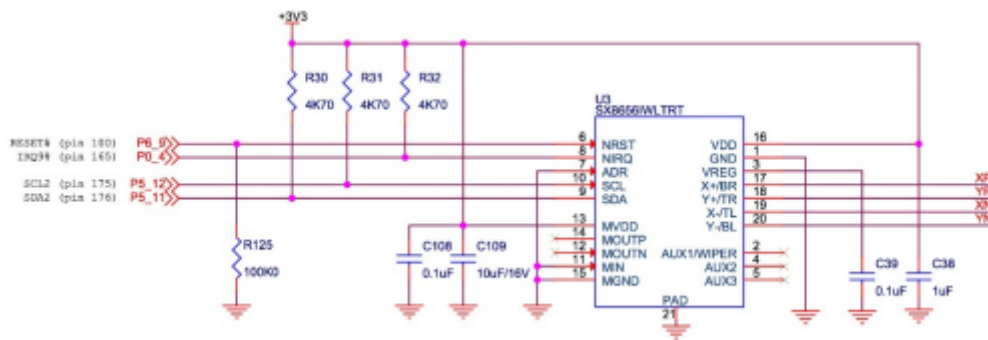 +3V3
R30
4K70
R31
4K70
R32
4K70
U3
SX8656IWLTRT
RESET# (pin 180) P6_9
IRQ9# (pin 165) P0_4
SCL2 (pin 175) P5_12
SDA2 (pin 176) P5_11
6 NRST
8 NIRQ
7 ADR
10 SCL
9 SDA
13 MVDD
14 MOUTP
12 MOUTN
11 MIN
15 MGND
VDD 16
GND 1
VREG 3
X+/BR 17
Y+/TR 18
X-/TL 19
Y-/BL 20
AUX1/WIPER 2
AUX2 4
AUX3 5
PAD
21
R125
100K0
C108
0.1uF
C109
10uF/16V
C39
0.1uF
C38
1uF